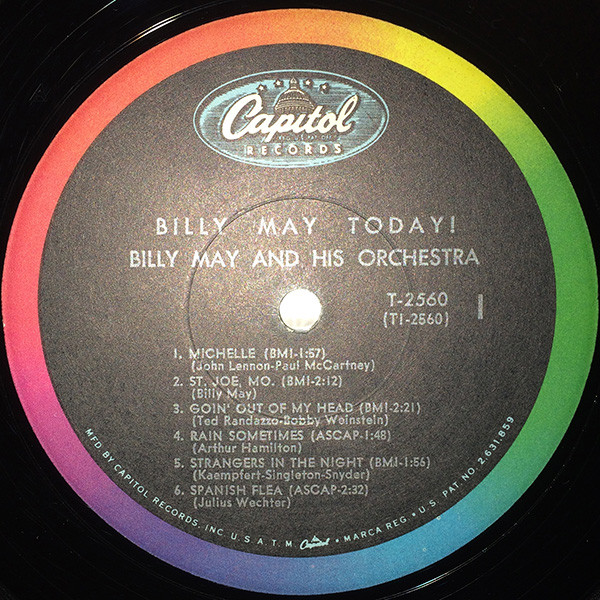 Capitol
RECORDS
BILLY MAY TODAY!
BILLY MAY AND HIS ORCHESTRA
T-2560
(T1-2560)
1
1. MICHELLE (BMI-1:57)
(John Lennon-Paul McCartney)
2. ST. JOE, MO. (BMI-2:12)
(Billy May)
3. GOIN' OUT OF MY HEAD (BMI-2:21)
(Ted Randazzo-Bobby Weinstein)
4. RAIN SOMETIMES (ASCAP-1:48)
(Arthur Hamilton)
5. STRANGERS IN THE NIGHT (BMI-1:56)
(Kaempfert-Singleton-Snyder)
6. SPANISH FLEA (ASCAP-2:32)
(Julius Wechter)
MFD BY CAPITOL RECORDS, INC U.S.A. T.M. Capitol • MARCA REG • U.S. PAT. NO. 2,631,859